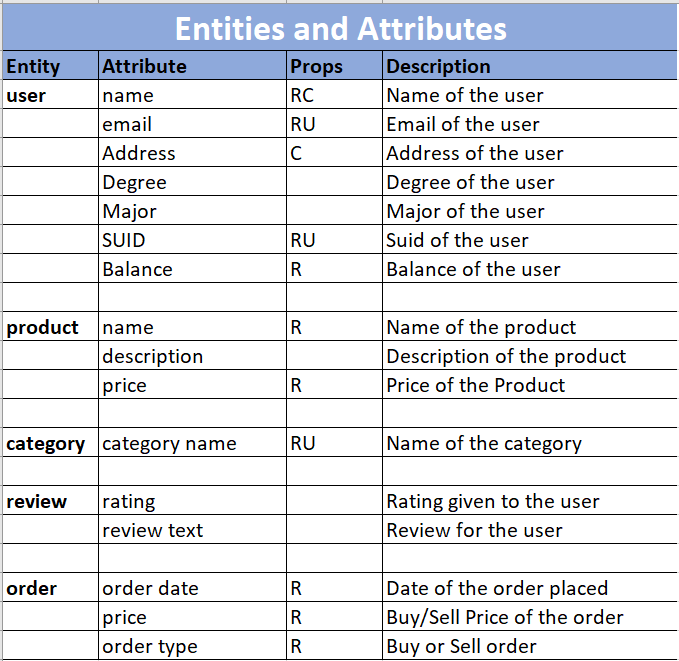 Entities and Attributes
Entity Attribute Props Description
user name RC Name of the user
email RU Email of the user
Address C Address of the user
Degree Degree of the user
Major Major of the user
SUID RU Suid of the user
Balance R Balance of the user
product name R Name of the product
description Description of the product
price R Price of the Product
category category name RU Name of the category
review rating Rating given to the user
review text Review for the user
order order date R Date of the order placed
price R Buy/Sell Price of the order
order type R Buy or Sell order